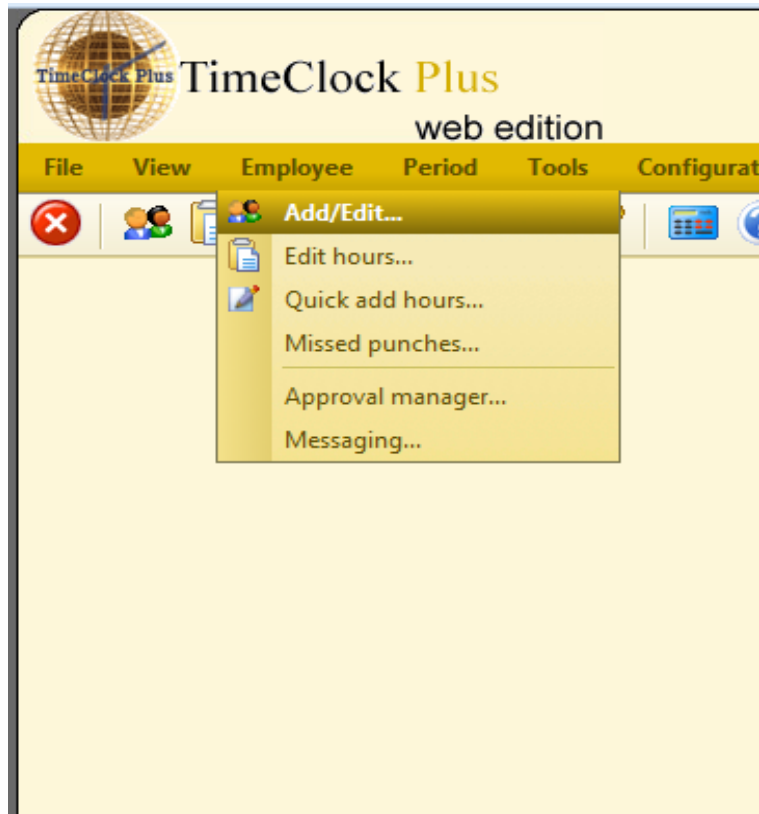 TimeClock Plus
TimeClock Plus
web edition
File View Employee Period Tools Configurat
Add/Edit...
Edit hours...
Quick add hours...
Missed punches...
Approval manager...
Messaging...